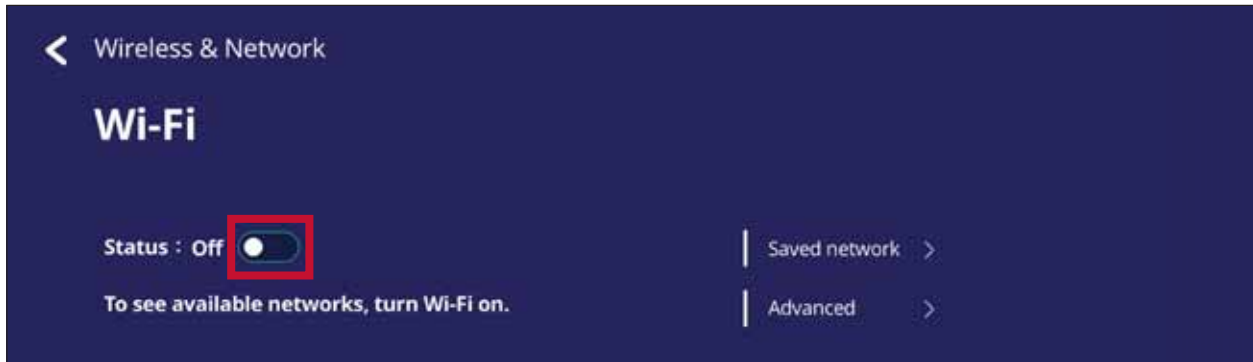 Wireless & Network
Wi-Fi
Status : Off
To see available networks, turn Wi-Fi on.
Saved network
Advanced